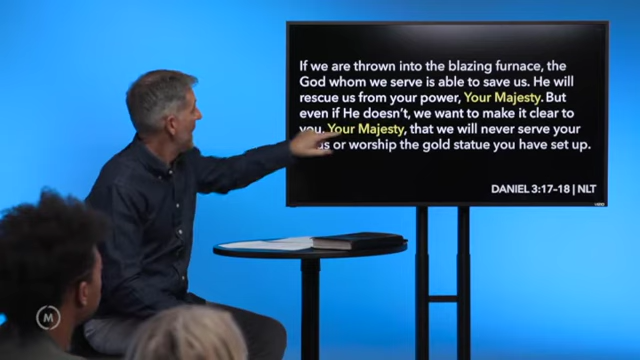 If we are thrown into the blazing furnace, the
God whom we serve is able to save us. He will
rescue us from your power, Your Majesty. But
even if He doesn't, we want to make it clear to
you, Your Majesty, that we will never serve your
or worship the gold statue you have set up.
DANIEL 3:17-18 | NLT
M